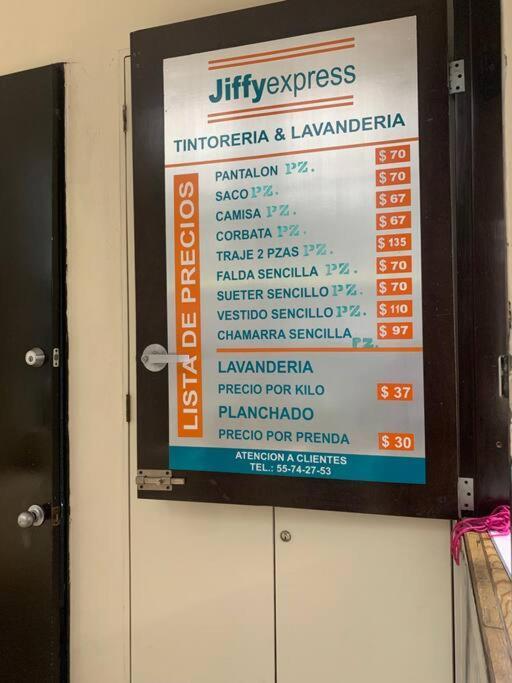 Jiffyexpress
TINTORERIA & LAVANDERIA
LISTA DE PRECIOS
PANTALON PZ. $ 70
SACO PZ. $ 70
CAMISA PZ. $ 67
CORBATA PZ. $ 67
TRAJE 2 PZAS PZ. $ 135
FALDA SENCILLA PZ. $ 70
SUETER SENCILLO PZ. $ 70
VESTIDO SENCILLO PZ. $ 110
CHAMARRA SENCILLA PZ. $ 97
LAVANDERIA
PRECIO POR KILO $ 37
PLANCHADO
PRECIO POR PRENDA $ 30
ATENCION A CLIENTES
TEL.: 55-74-27-53